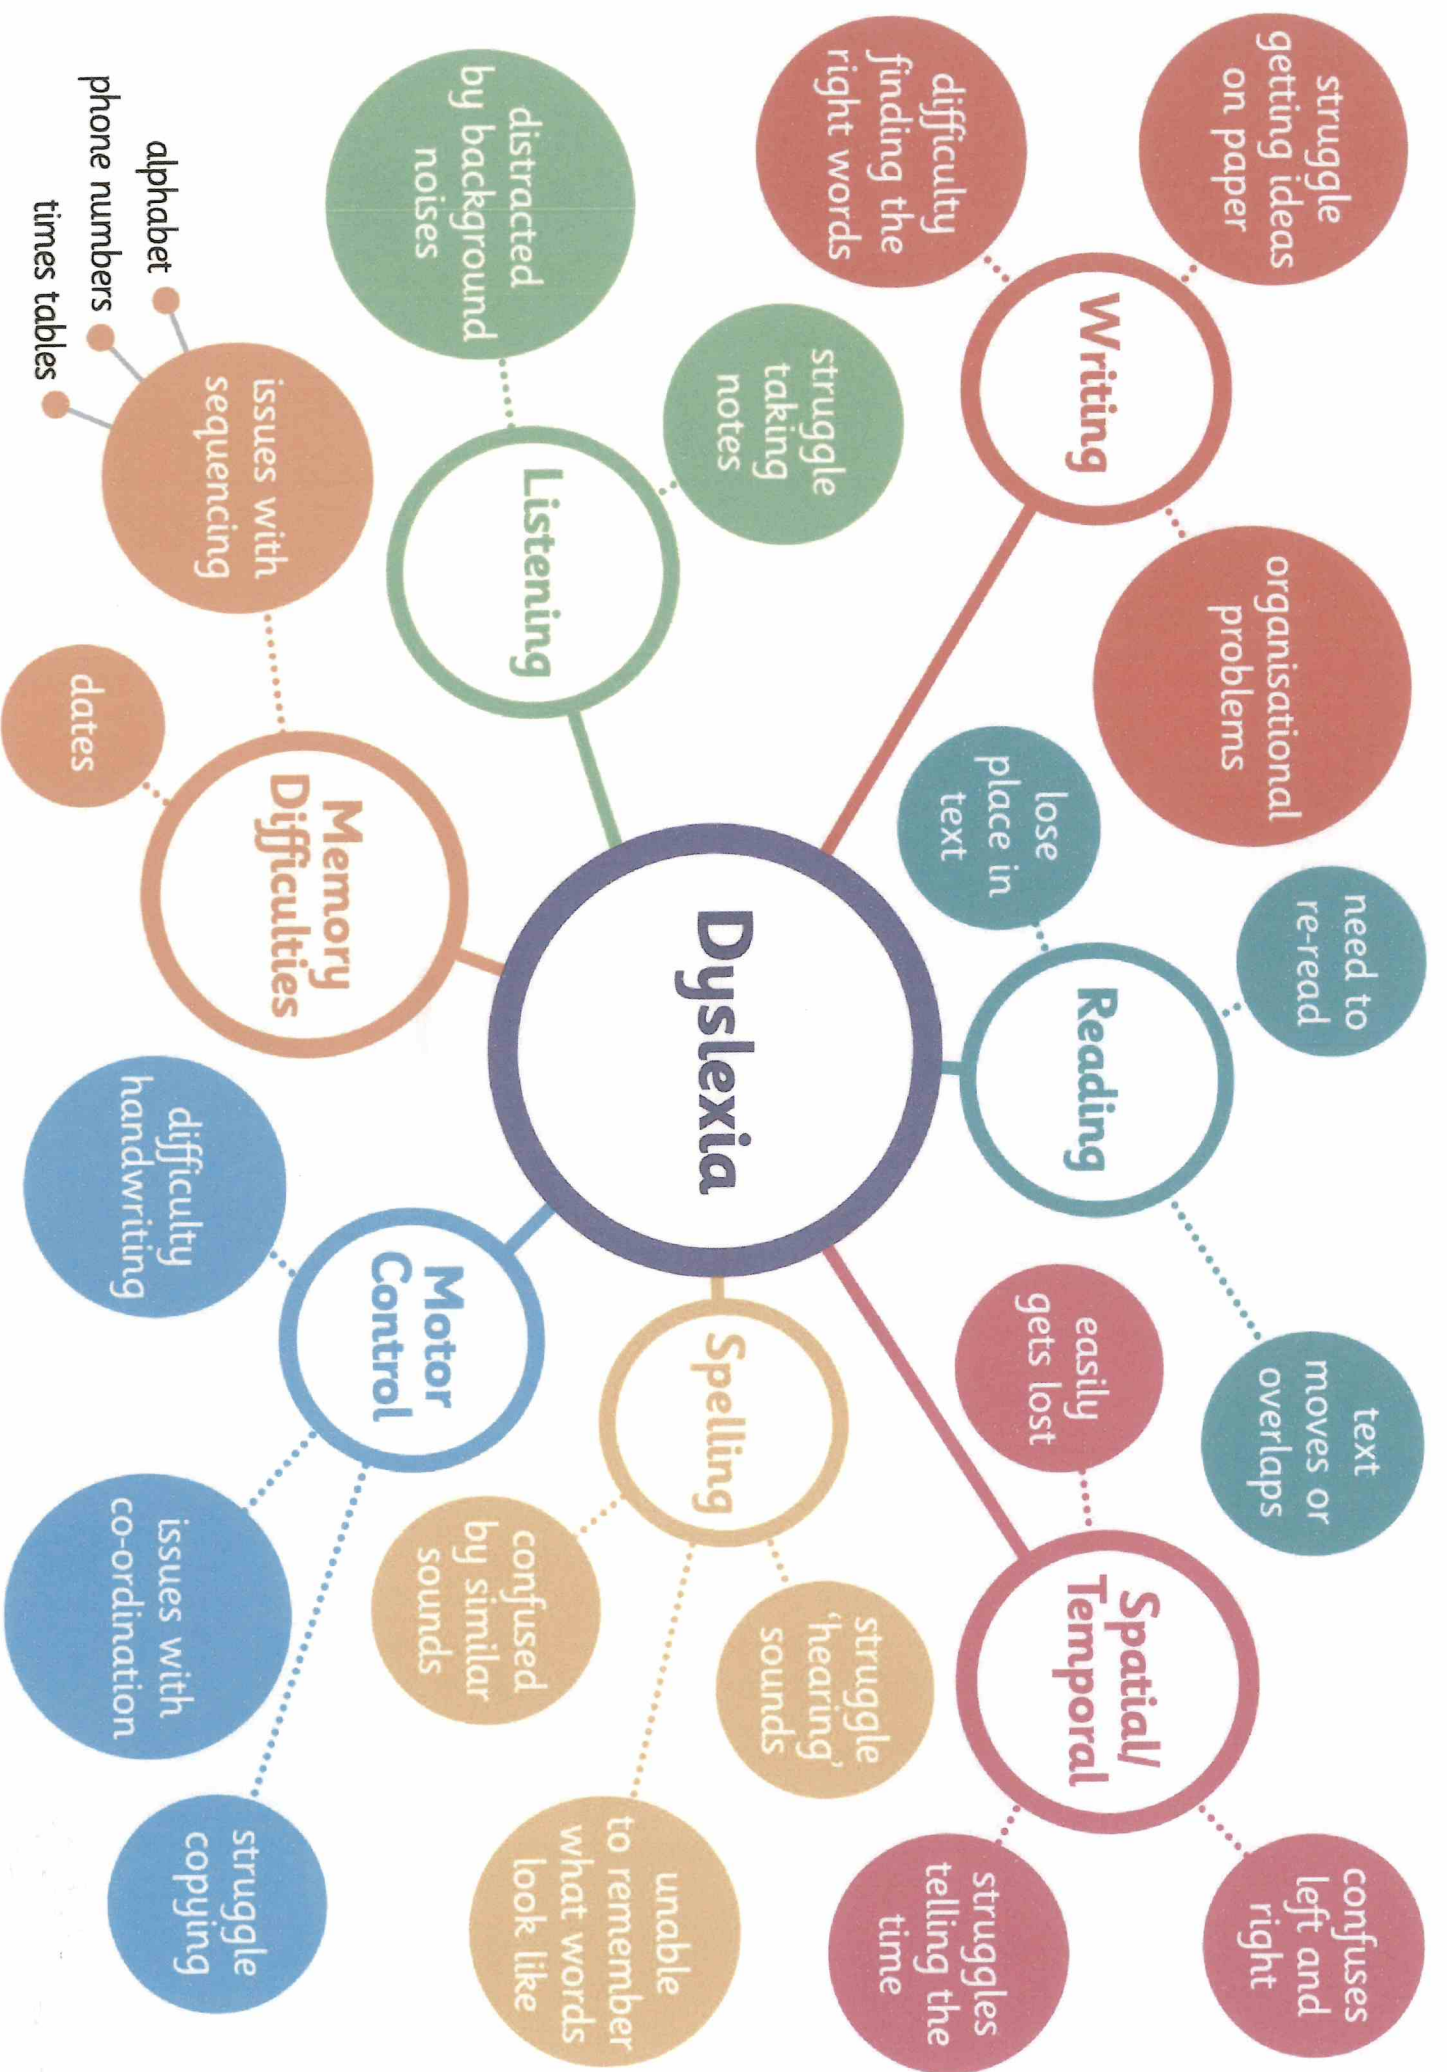 struggle
getting ideas
on paper
difficulty
finding the
right words
Writing
organisational
problems
need to
re-read
lose
place in
text
Reading
text
moves or
overlaps
easily
gets lost
Spatial/
Temporal
confuses
left and
right
struggles
telling the
time
Dyslexia
struggle
taking
notes
distracted
by background
noises
Listening
Spelling
struggle
'hearing'
sounds
confused
by similar
sounds
unable
to remember
what words
look like
Memory
Difficulties
issues with
sequencing
alphabet
phone numbers
times tables
dates
Motor
Control
difficulty
handwriting
issues with
co-ordination
struggle
copying